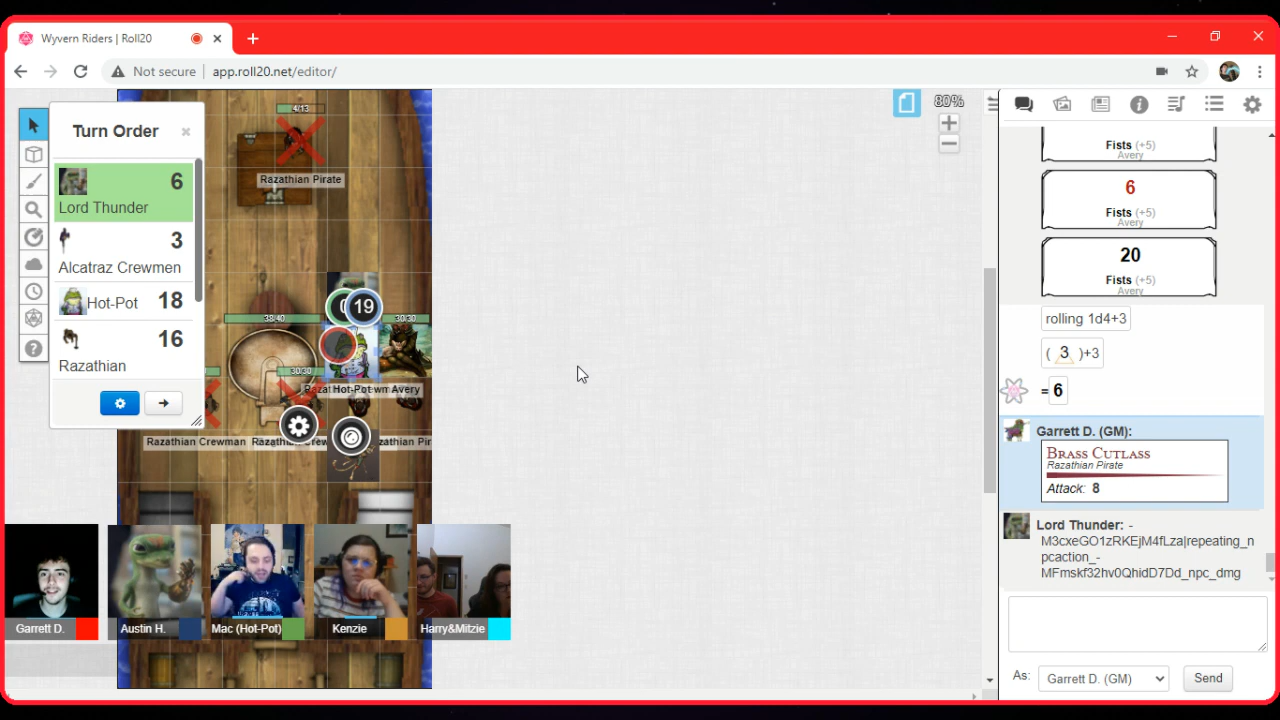 Wyvern Riders | Roll20
Not secure
app.roll20.net/editor/
Turn Order
6
Lord Thunder
3
Alcatraz Crewmen
Hot-Pot
18
16
Razathian
4/13
Razathian Pirate
19
38/40
30/30
30/30
Hot-Pot
wn Avery
Razathian Crewman
80%
Fists (+5)
Avery
6
Fists (+5)
Avery
20
Fists (+5)
Avery
rolling 1d4+3
( 3 )+3
= 6
Garrett D. (GM):
Brass Cutlass
Razathian Pirate
Attack: 8
Lord Thunder: -
M3cxeGO1zRKEjM4fLza|repeating_n
pcaction_-
MFmskf32hv0QhidD7Dd_npc_dmg
As:
Garrett D. (GM)
Send
Garrett D.
Austin H.
Mac (Hot-Pot)
Kenzie
Harry&Mitzie